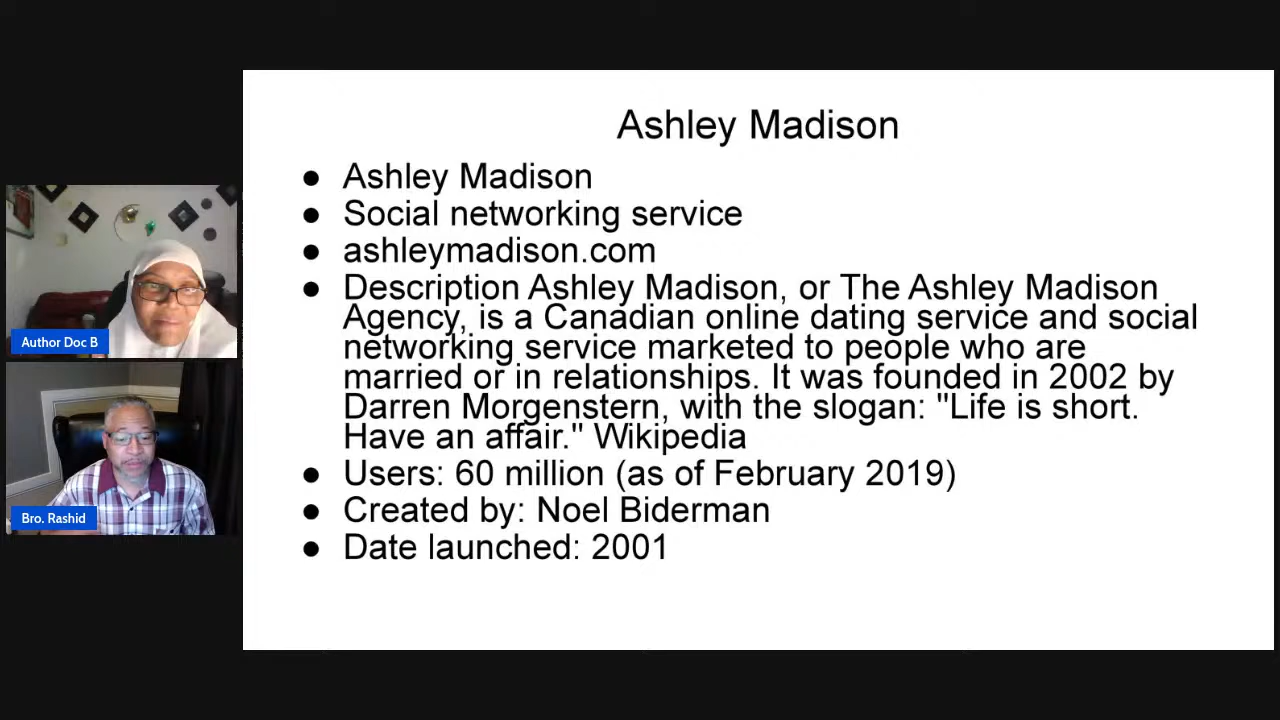 Ashley Madison
● Ashley Madison
● Social networking service
● ashleymadison.com
● Description Ashley Madison, or The Ashley Madison
Agency, is a Canadian online dating service and social
networking service marketed to people who are
married or in relationships. It was founded in 2002 by
Darren Morgenstern, with the slogan: "Life is short.
Have an affair." Wikipedia
● Users: 60 million (as of February 2019)
● Created by: Noel Biderman
● Date launched: 2001
Author Doc B
Bro. Rashid